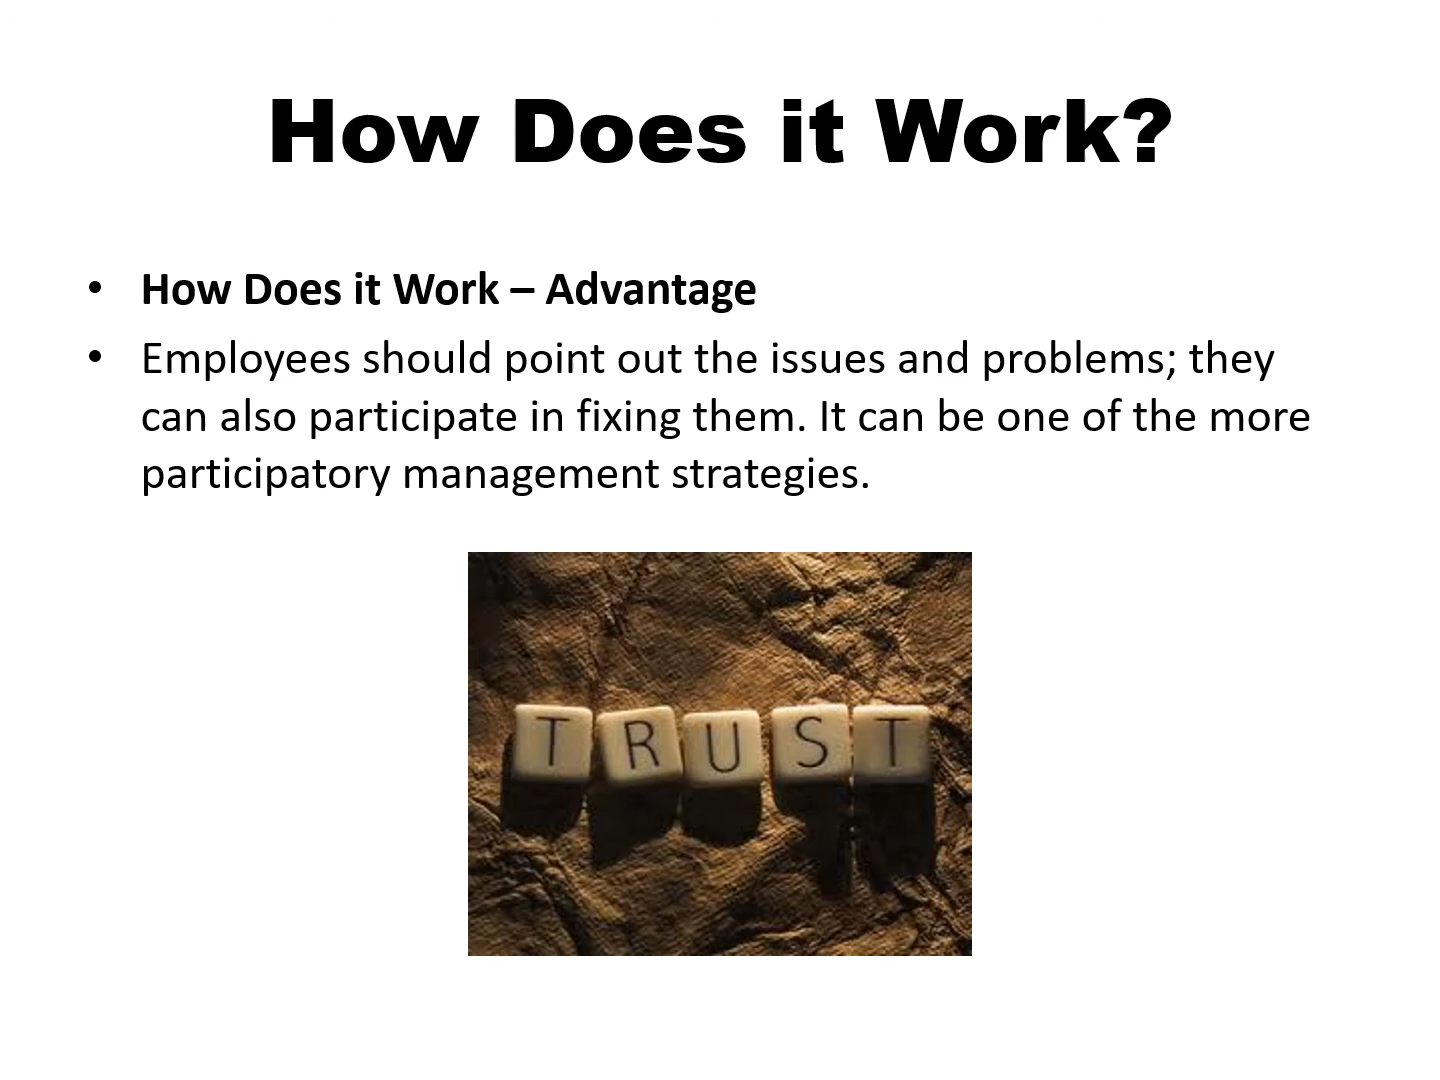 How Does it Work?
• How Does it Work – Advantage
• Employees should point out the issues and problems; they
can also participate in fixing them. It can be one of the more
participatory management strategies.
TRUST